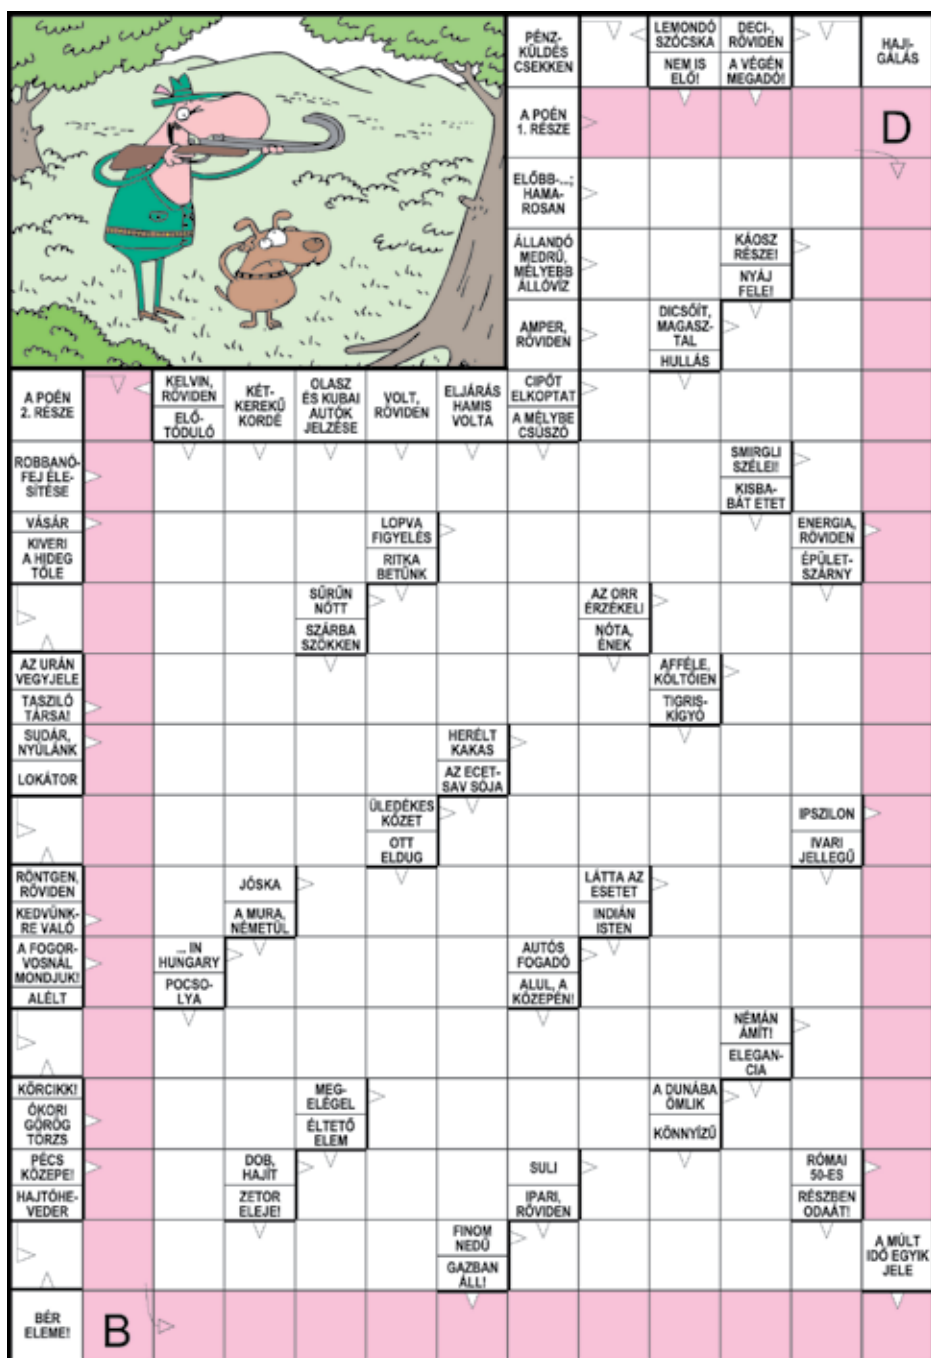 PÉNZ-
KÜLDÉS
CSEKKEN
LEMONDÓ
SZÓCSKA
NEM IS
ELŐ!
DECI-,
RÖVIDEN
A VÉGÉN
MEGADÓ!
HAJI-
GÁLÁS
A POÉN
1. RÉSZE
D
ELŐBB-...;
HAMA-
ROSAN
ÁLLANDÓ
MEDRŰ,
MÉLYEBB
ÁLLÓVÍZ
KÁOSZ
RÉSZE!
NYÁJ
FELE!
AMPER,
RÖVIDEN
DICSŐÍT,
MAGASZ-
TAL
HULLÁS
A POÉN
2. RÉSZE
KELVIN,
RÖVIDEN
ELŐ-
TÓDULÓ
KÉT-
KEREKŰ
KORDÉ
OLASZ
ÉS KUBAI
AUTÓK
JELZÉSE
VOLT,
RÖVIDEN
ELJÁRÁS
HAMIS
VOLTA
CIPŐT
ELKOPTAT
A MÉLYBE
CSÚSZÓ
ROBBANÓ-
FEJ ÉLE-
SÍTÉSE
SMIRGLI
SZÉLEI!
KISBA-
BÁT ETET
VÁSÁR
KIVERI
A HIDEG
TŐLE
LOPVA
FIGYELÉS
RITKA
BETŰNK
ENERGIA,
RÖVIDEN
ÉPÜLET-
SZÁRNY
SŰRŰN
NŐTT
SZÁRBA
SZÖKKEN
AZ ORR
ÉRZÉKELI
NÓTA,
ÉNEK
AZ URÁN
VEGYJELE
TASZILÓ
TÁRSA!
AFFÉLE,
KÖLTŐIEN
TIGRIS-
KÍGYÓ
SUDÁR,
NYÚLÁNK
LOKÁTOR
HERÉLT
KAKAS
AZ ECET-
SAV SÓJA
ÜLEDÉKES
KŐZET
OTT
ELDUG
IPSZILON
IVARI
JELLEGŰ
RÖNTGEN,
RÖVIDEN
KEDVÜNK-
RE VALÓ
JÓSKA
A MURA,
NÉMETÜL
LÁTTA AZ
ESETET
INDIÁN
ISTEN
A FOGOR-
VOSNÁL
MONDJUK!
ALÉLT
... IN
HUNGARY
POCSO-
LYA
AUTÓS
FOGADÓ
ALUL, A
KÖZEPÉN!
NÉMÁN
ÁMÍT!
ELEGAN-
CIA
KÖRCIKK!
ÓKORI
GÖRÖG
TÖRZS
MEG-
ELÉGEL
ÉLTETŐ
ELEM
A DUNÁBA
ÖMLIK
KÖNNYÍZŰ
PÉCS
KÖZEPE!
HAJTÓHE-
VEDER
DOB,
HAJÍT
ZETOR
ELEJE!
SULI
IPARI,
RÖVIDEN
RÓMAI
50-ES
RÉSZBEN
ODAÁT!
FINOM
NEDŰ
GAZBAN
ÁLL!
A MÚLT
IDŐ EGYIK
JELE
BÉR
ELEME!
B